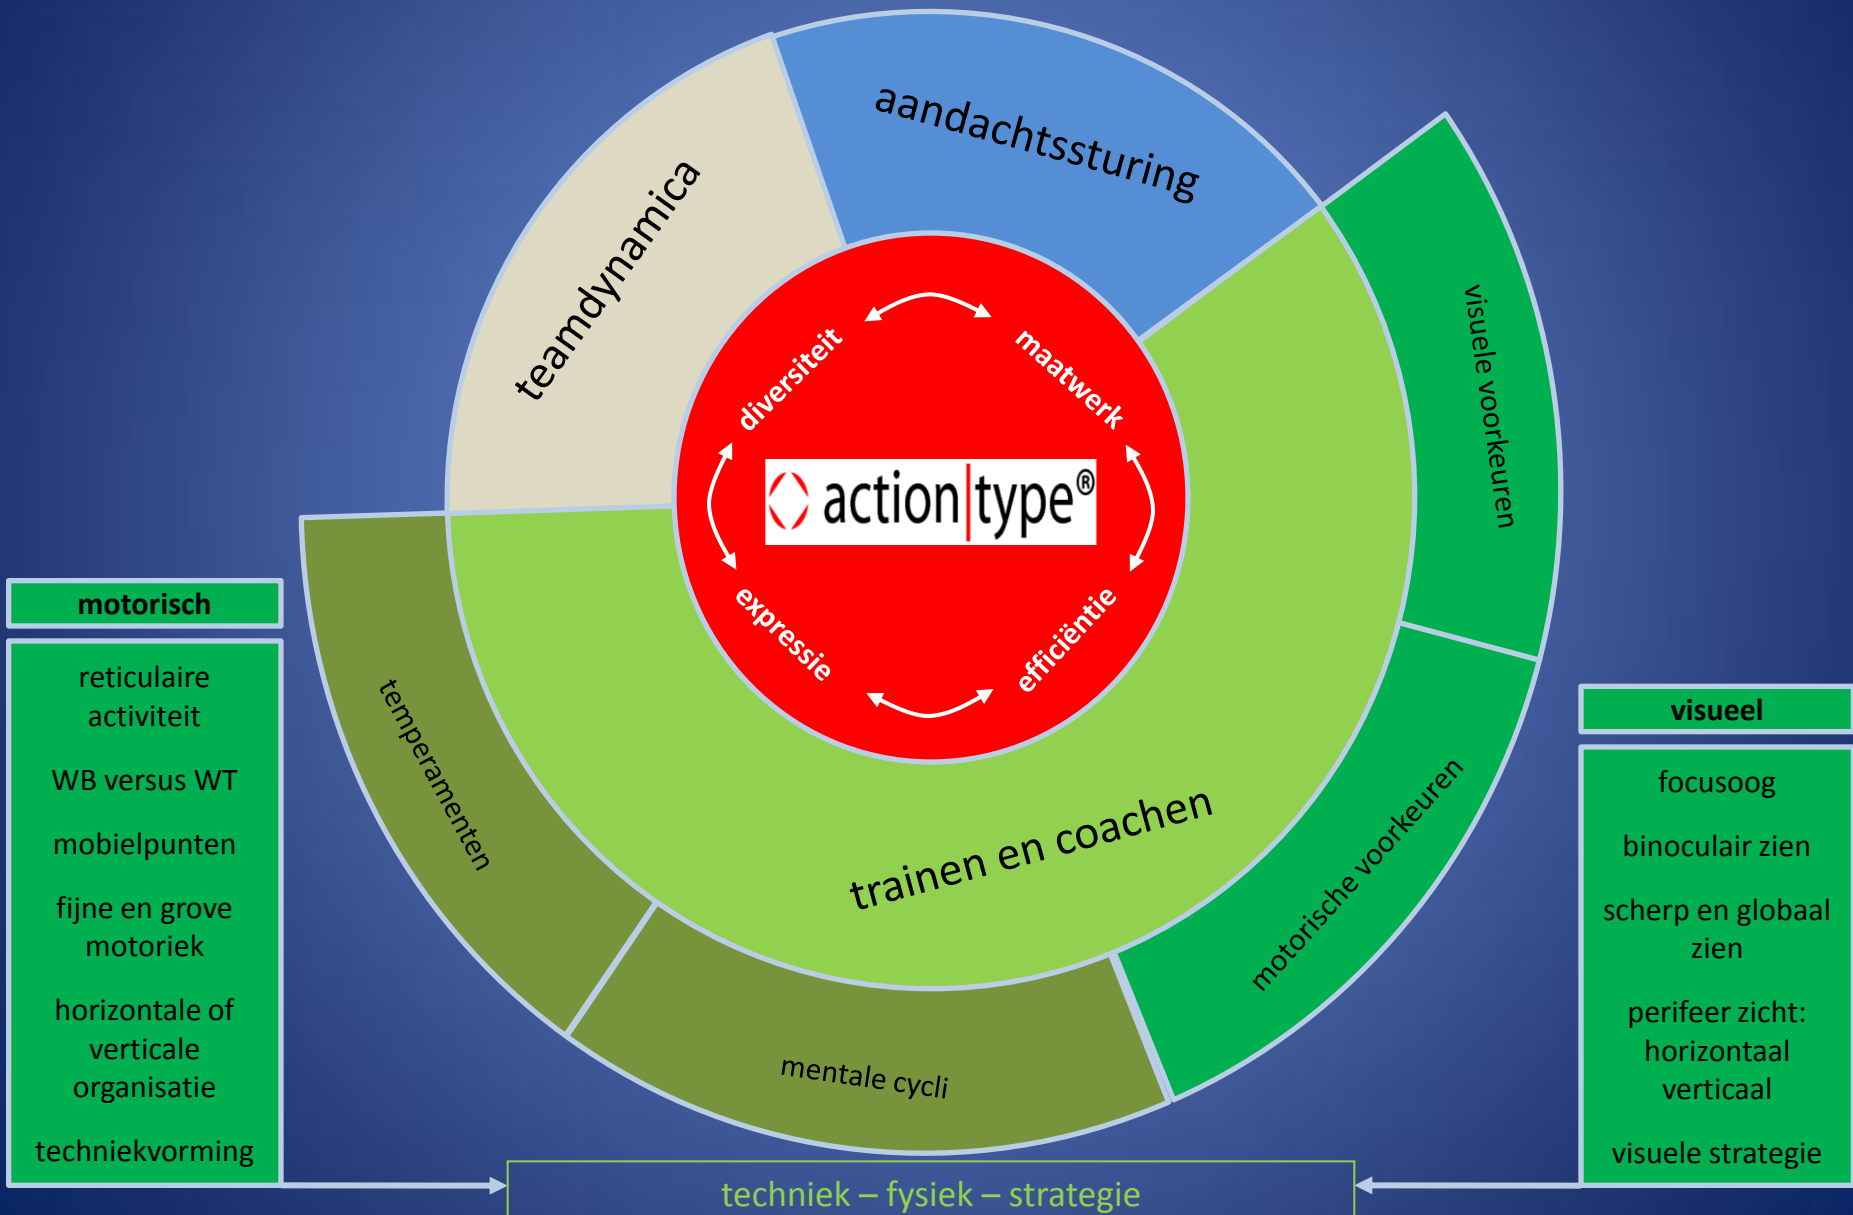 aandachtssturing
teamdynamica
visuele voorkeuren
diversiteit
maatwerk
action|type®
expressie
efficiëntie
motorisch
reticulaire
activiteit
WB versus WT
mobielpunten
fijne en grove
motoriek
horizontale of
verticale
organisatie
techniekvorming
temperamenten
trainen en coachen
motorische voorkeuren
mentale cycli
visueel
focusoog
binoculair zien
scherp en globaal
zien
perifeer zicht:
horizontaal
verticaal
visuele strategie
techniek – fysiek – strategie